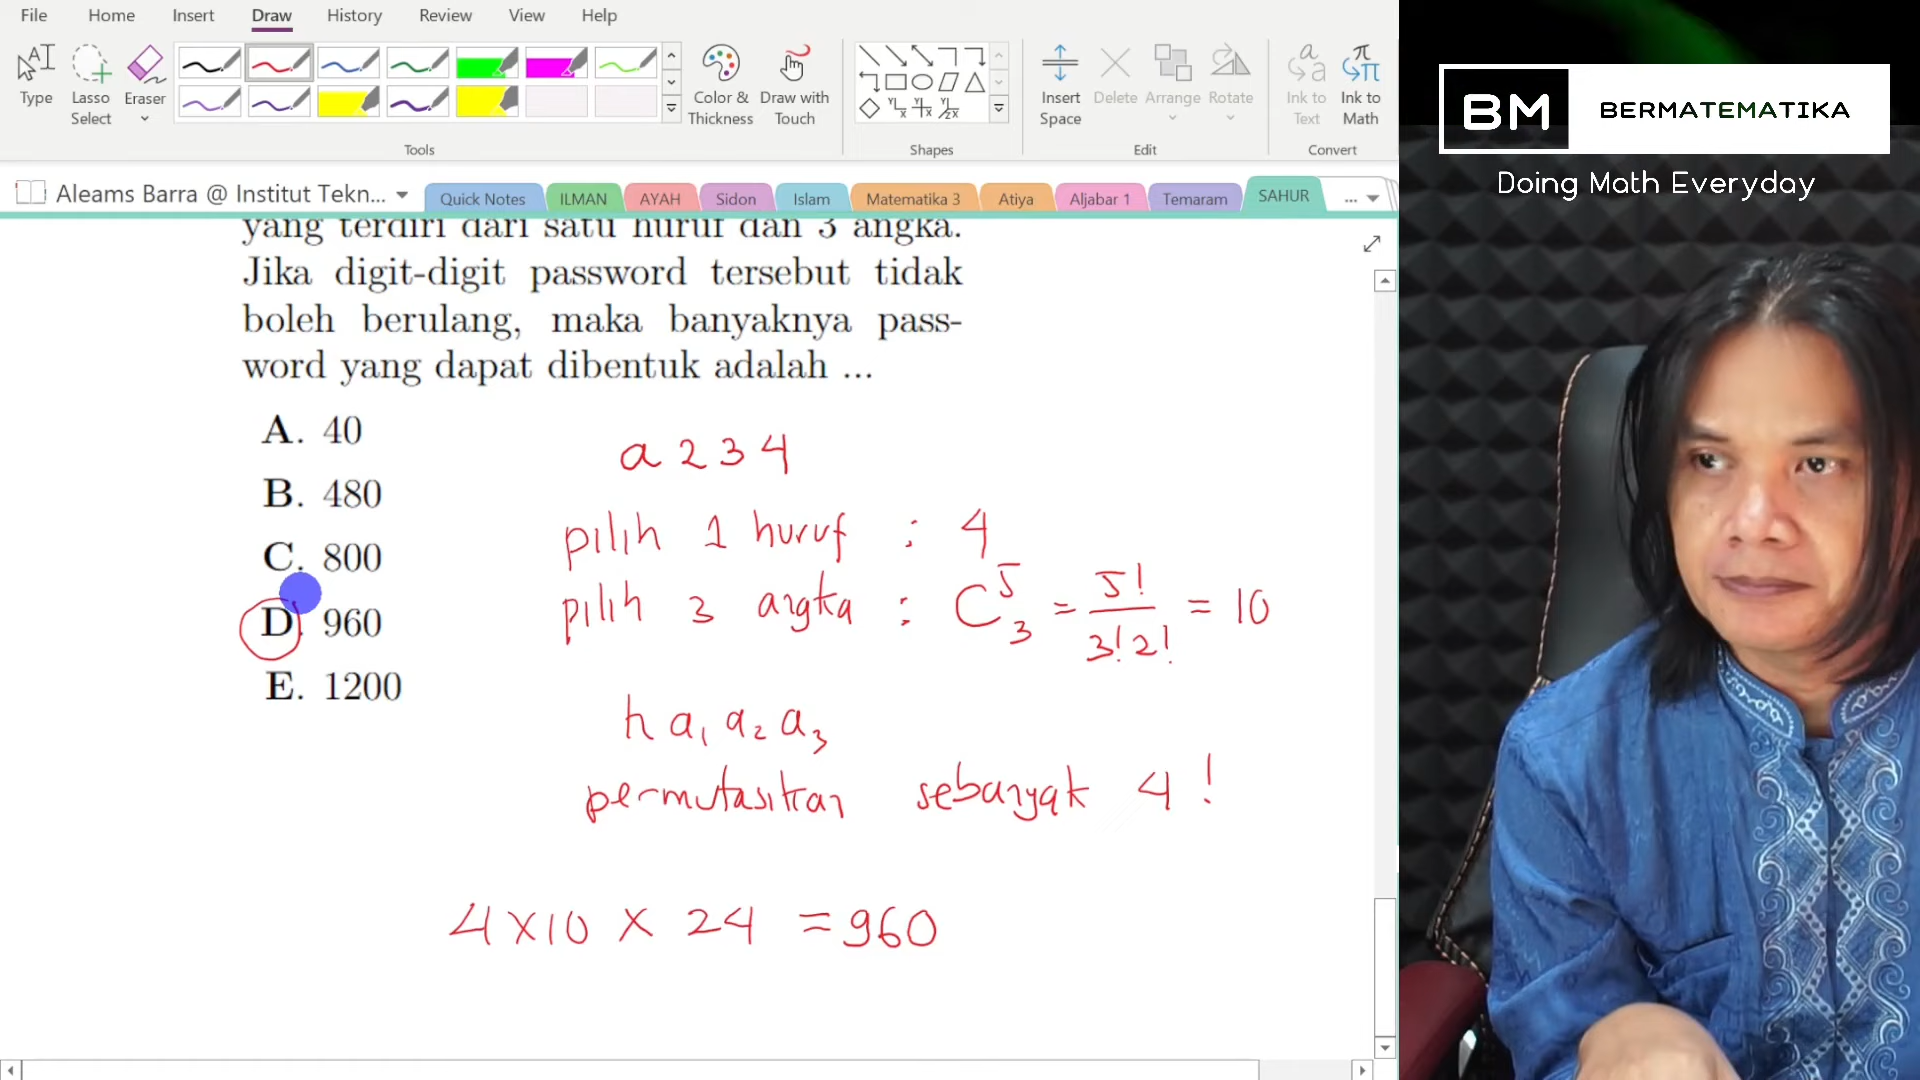 File Home Insert Draw History Review View Help
Type Lasso Select Eraser Color & Thickness Draw with Touch Insert Space Delete Arrange Rotate Ink to Text Ink to Math
Tools Shapes Edit Convert
BM BERMATEMATIKA
Doing Math Everyday
Aleams Barra @ Institut Tekn... Quick Notes ILMAN AYAH Sidon Islam Matematika 3 Atiya Aljabar 1 Temaram SAHUR ...
yang terdiri dari satu huruf dan 3 angka.
Jika digit-digit password tersebut tidak
boleh berulang, maka banyaknya pass-
word yang dapat dibentuk adalah ...
A. 40
B. 480
C. 800
D. 960
E. 1200
a 2 3 4
pilih 1 huruf : 4
pilih 3 angka : C⁵₃ = 5!/3!2! = 10
h a₁ a₂ a₃
permutasikan sebanyak 4!
4 x 10 x 24 = 960